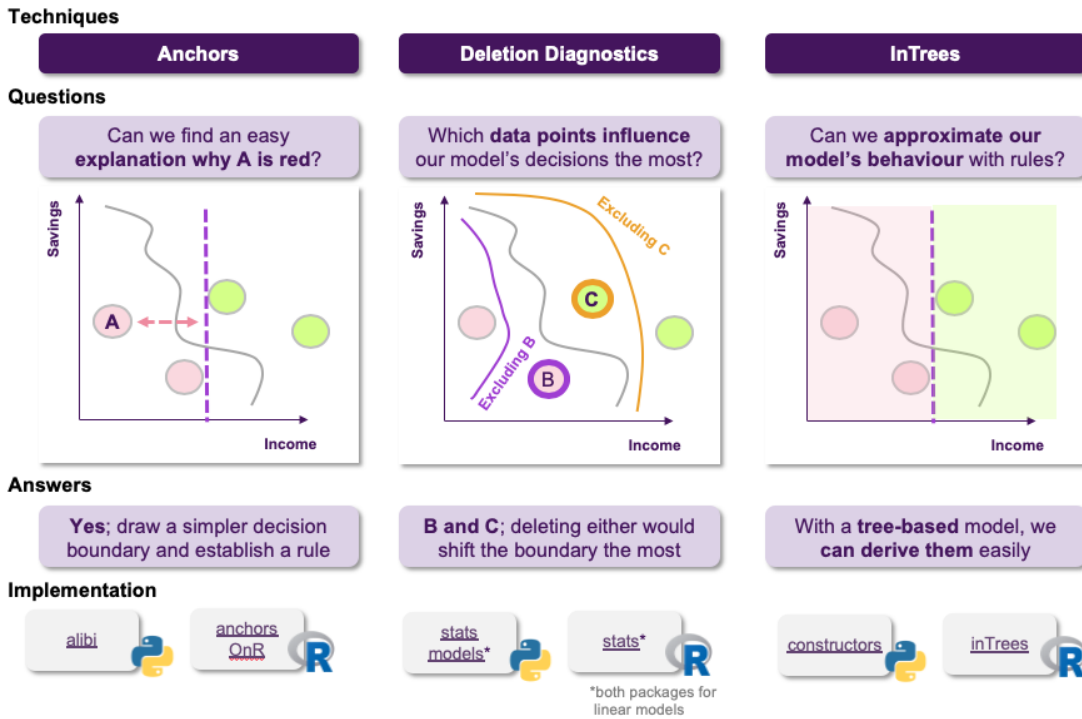 Techniques
Anchors
Deletion Diagnostics
InTrees
Questions
Can we find an easy
explanation why A is red?
Which data points influence
our model's decisions the most?
Can we approximate our
model's behaviour with rules?
Savings
A
Income
Savings
Excluding C
C
Excluding B
B
Income
Savings
Income
Answers
Yes; draw a simpler decision
boundary and establish a rule
B and C; deleting either would
shift the boundary the most
With a tree-based model, we
can derive them easily
Implementation
alibi
anchors
OnR
R
stats
models*
stats*
R
*both packages for
linear models
constructors
inTrees
R